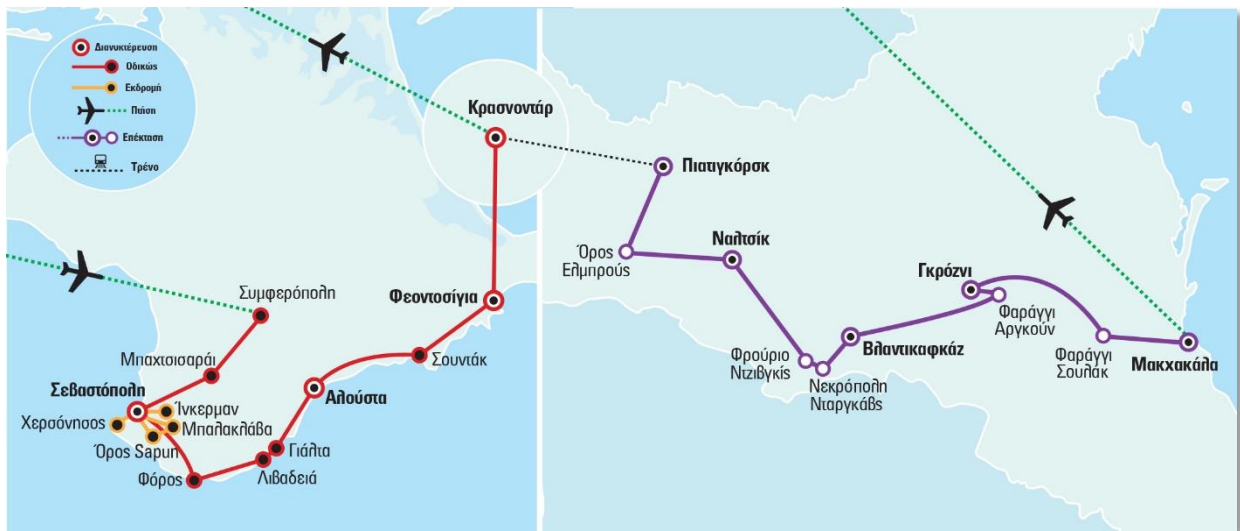 Διανυκτέρευση
Οδικώς
Εκδρομή
Πτήση
Επέκταση
Τρένο
Κρασνοντάρ
Πιατιγκόρσκ
Όρος
Ελμπρούς
Ναλτσίκ
Γκρόζνι
Φαράγγι
Αργκούν
Συμφερόπολη
Φεοντοσίγια
Μπαχτσισαράι
Σουντάκ
Σεβαστόπολη
Αλούστα
Ίνκερμαν
Χερσόνησος
Μπαλακλάβα
Όρος Sapun
Γιάλτα
Φόρος
Λιβαδειά
Φρούριο
Ντζιβγκίς
Βλαντικαφκάζ
Νεκρόπολη
Νταργκάβς
Φαράγγι
Σουλάκ
Μακχακάλα